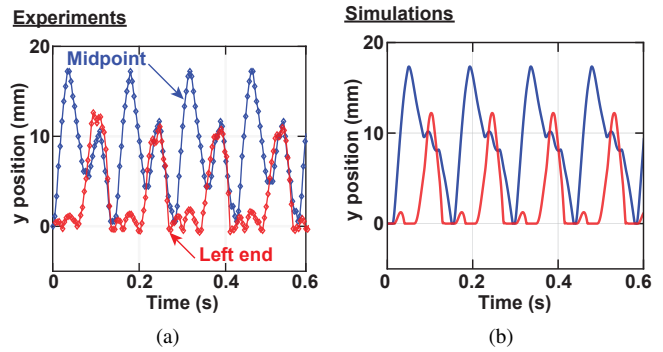 Experiments
20
10
0
y position (mm)
Midpoint
Left end
0
0.2
0.4
0.6
Time (s)
(a)
Simulations
20
10
0
-5
y position (mm)
0
0.2
0.4
0.6
Time (s)
(b)